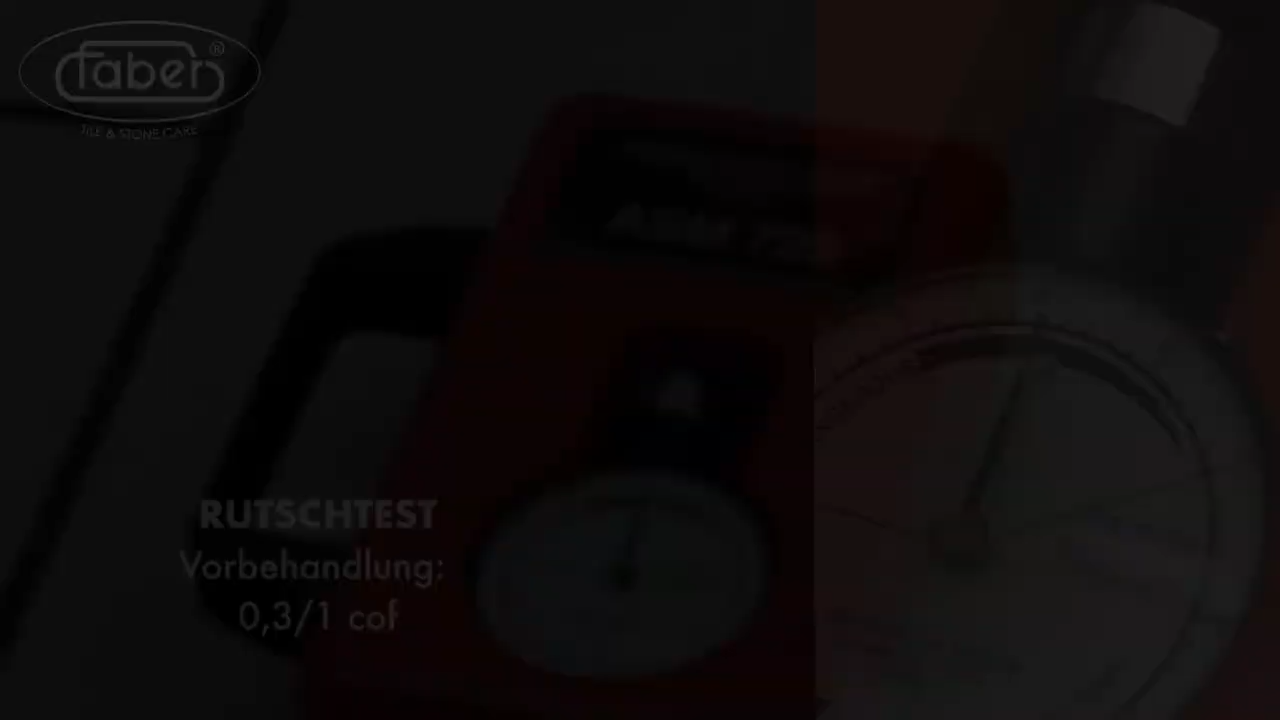 faber®
TILE & STONE CARE
RUTSCHTEST
Vorbehandlung:
0,3/1 cof